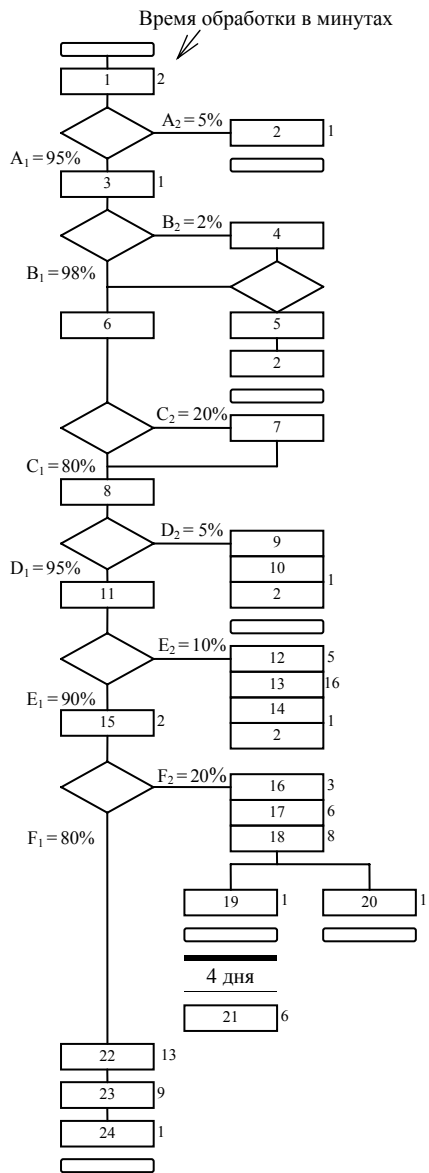 Время обработки в минутах
1 2
A₂ = 5% 2 1
A₁ = 95%
3 1
B₂ = 2% 4
B₁ = 98%
6 5
2
C₂ = 20% 7
C₁ = 80%
8
D₂ = 5% 9
10
D₁ = 95%
11 2 1
E₂ = 10% 12 5
13 16
E₁ = 90% 14
15 2 2 1
F₂ = 20% 16 3
17 6
18 8
F₁ = 80%
19 1 20 1
4 дня
21 6
22 13
23 9
24 1